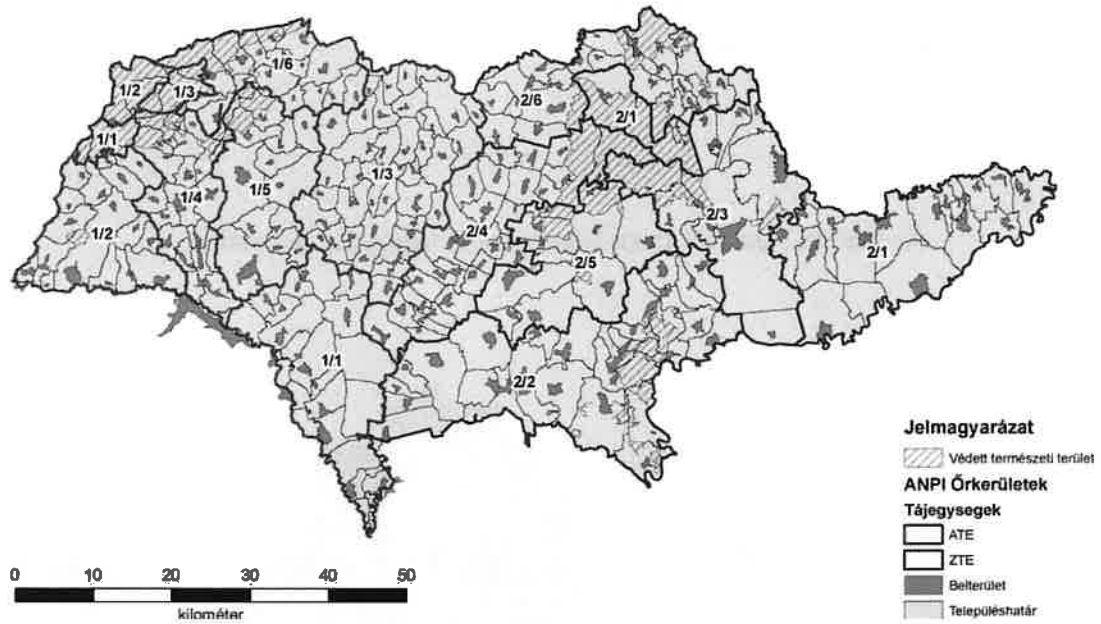 1/6
1/2
1/3
2/6
2/1
1/1
1/3
1/5
1/4
1/2
2/3
2/4
2/1
2/5
1/1
2/2
Jelmagyarázat
Védett természeti terület
ANPI Őrkerületek
Tájegysegek
ATE
ZTE
Belterület
Településhatár
0 10 20 30 40 50
kilométer